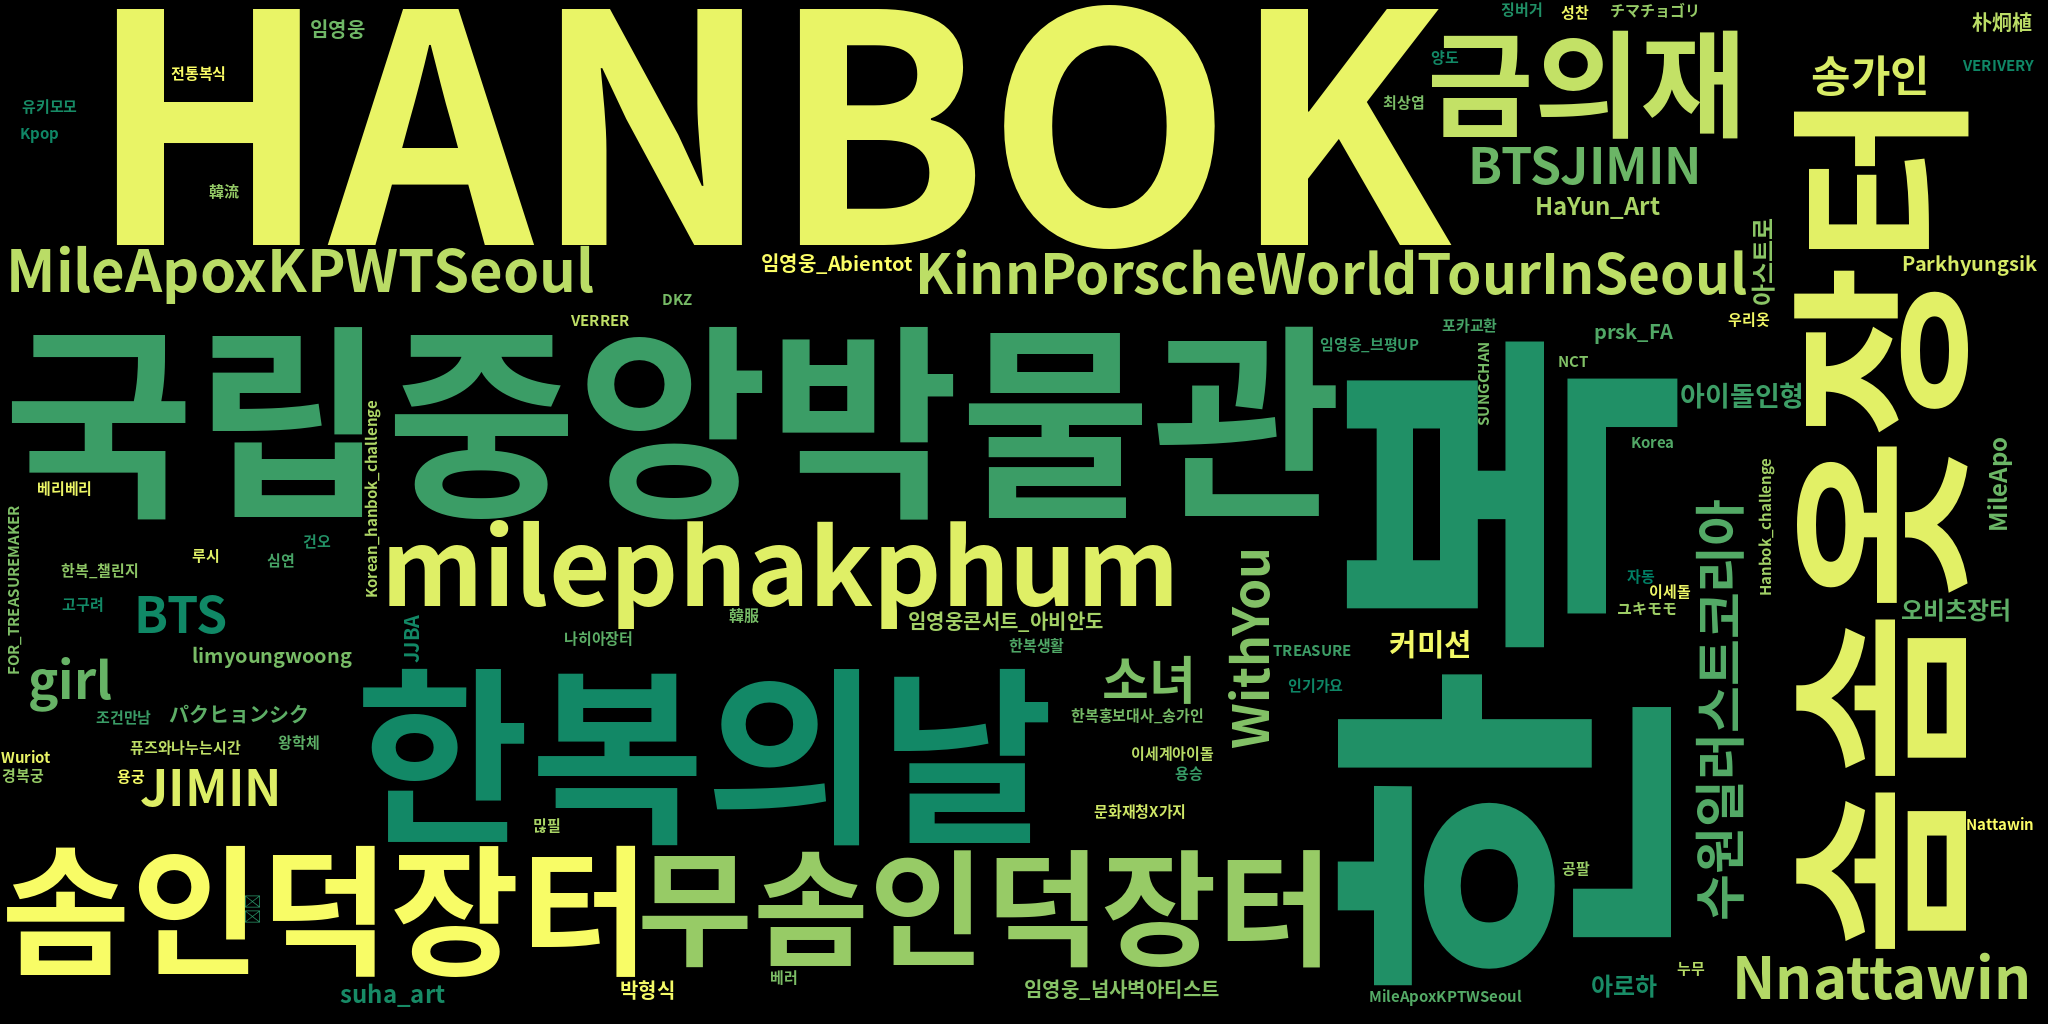 HANBOK
임영웅
전통복식
유키모모
Kpop
韓流
징버거
성찬
チマチョゴリ
양도
최상엽
금의재
BTSJIMIN
HaYun_Art
朴炯植
송가인
VERIVERY
MileApoxKPWTSeoul
임영웅_Abientot
KinnPorscheWorldTourInSeoul
아스트로
Parkhyungsik
솜솜옷장터
DKZ
VERRER
우리옷
국립중앙박물관
임영웅_브평UP
포카교환
SUNGCHAN
prsk_FA
NCT
아이돌인형
한페
Korea
MileApo
Korean_hanbok_challenge
Hanbok_challenge
베리베리
FOR_TREASUREMAKER
milephakphum
건오
루시
심연
한복_챌린지
고구려
BTS
WithYou
수원일러스트코리아
자동
이세돌
ユキモモ
오비츠장터
韓服
임영웅콘서트_아비안도
JJBA
나히아장터
한복생활
커미션
TREASURE
limyoungwoong
girl
한복의날
소녀
인기가요
조건만남
パクヒョンシク
한복홍보대사_송가인
퓨즈와나누는시간
왕학체
이세계아이돌
Wuriot
경복궁
용궁
JIMIN
용승
문화재청X가지
밒필
Nattawin
솜인덕장터
무솜인덕장터
공팔
베러
suha_art
박형식
임영웅_넘사벽아티스트
MileApoxKPTWSeoul
아로하
누무
Nnattawin